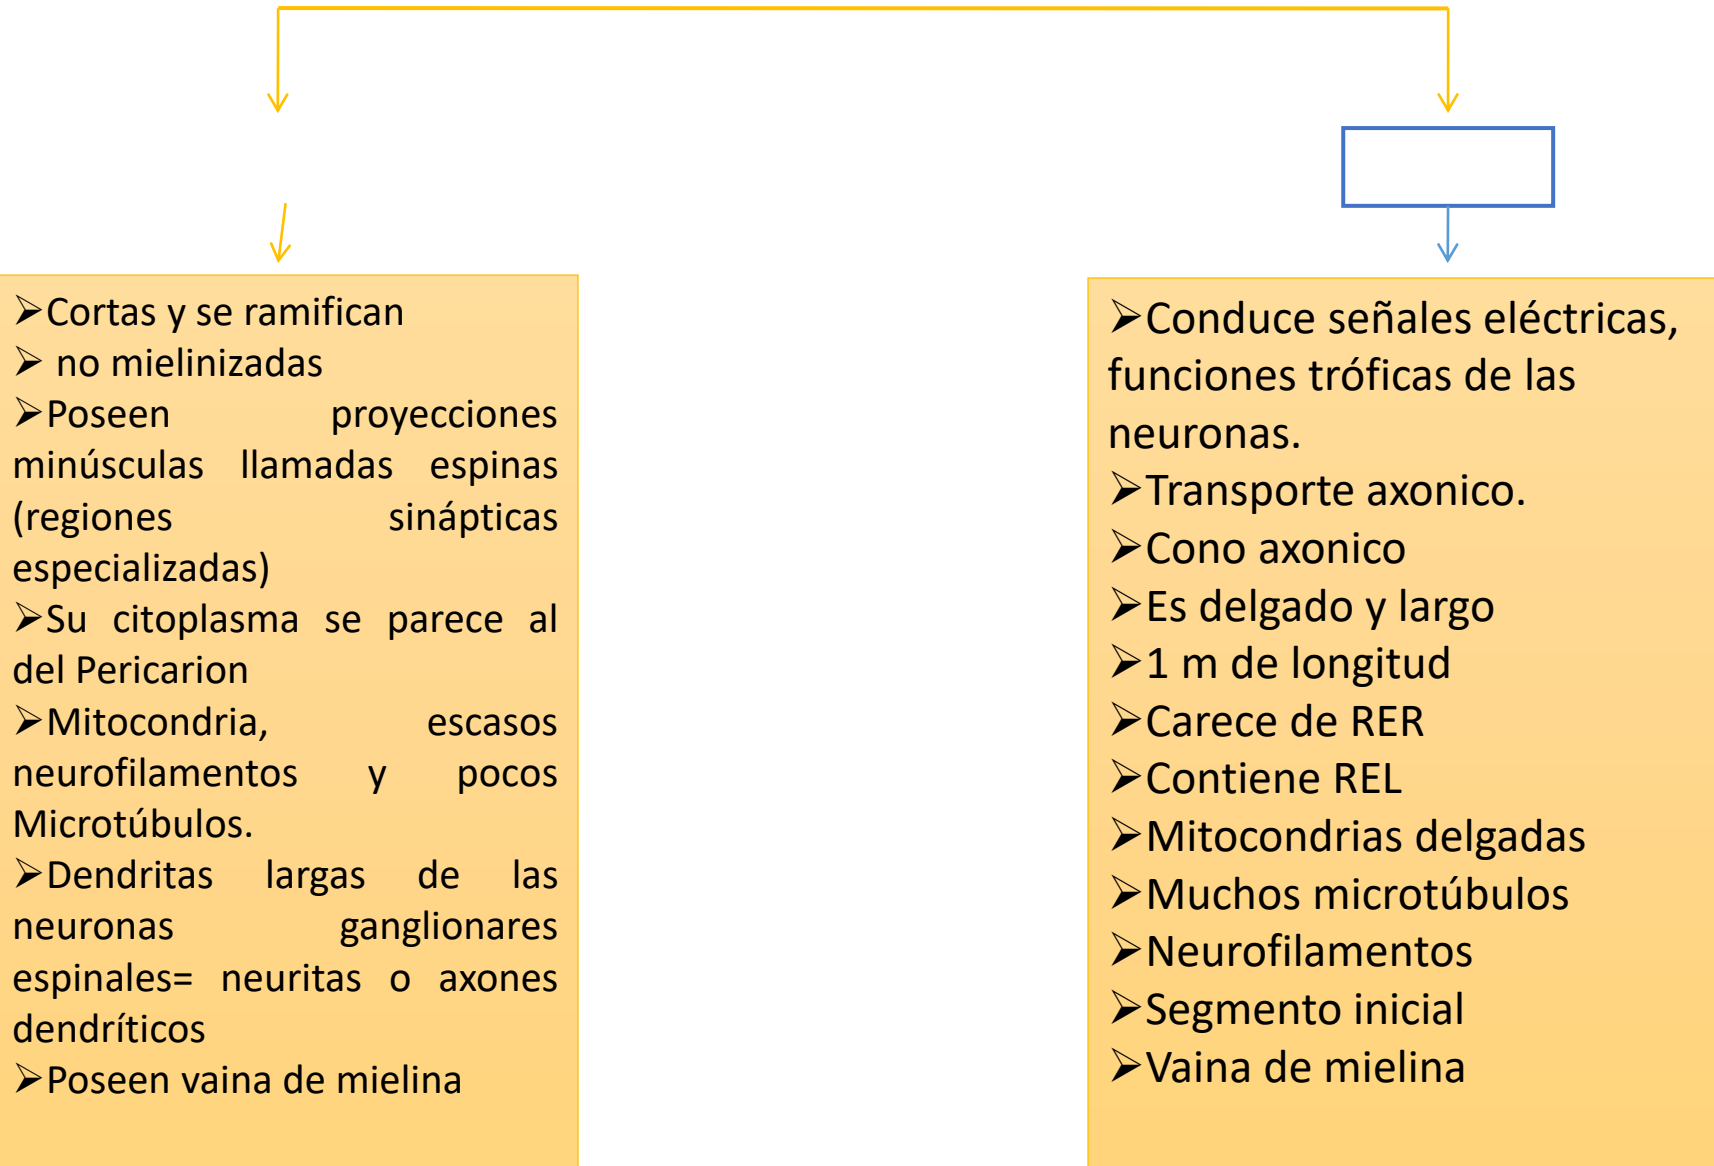 ➢Cortas y se ramifican
➢ no mielinizadas
➢Poseen proyecciones
minúsculas llamadas espinas
(regiones sinápticas
especializadas)
➢Su citoplasma se parece al
del Pericarion
➢Mitocondria, escasos
neurofilamentos y pocos
Microtúbulos.
➢Dendritas largas de las
neuronas ganglionares
espinales= neuritas o axones
dendríticos
➢Poseen vaina de mielina
➢Conduce señales eléctricas,
funciones tróficas de las
neuronas.
➢Transporte axonico.
➢Cono axonico
➢Es delgado y largo
➢1 m de longitud
➢Carece de RER
➢Contiene REL
➢Mitocondrias delgadas
➢Muchos microtúbulos
➢Neurofilamentos
➢Segmento inicial
➢Vaina de mielina